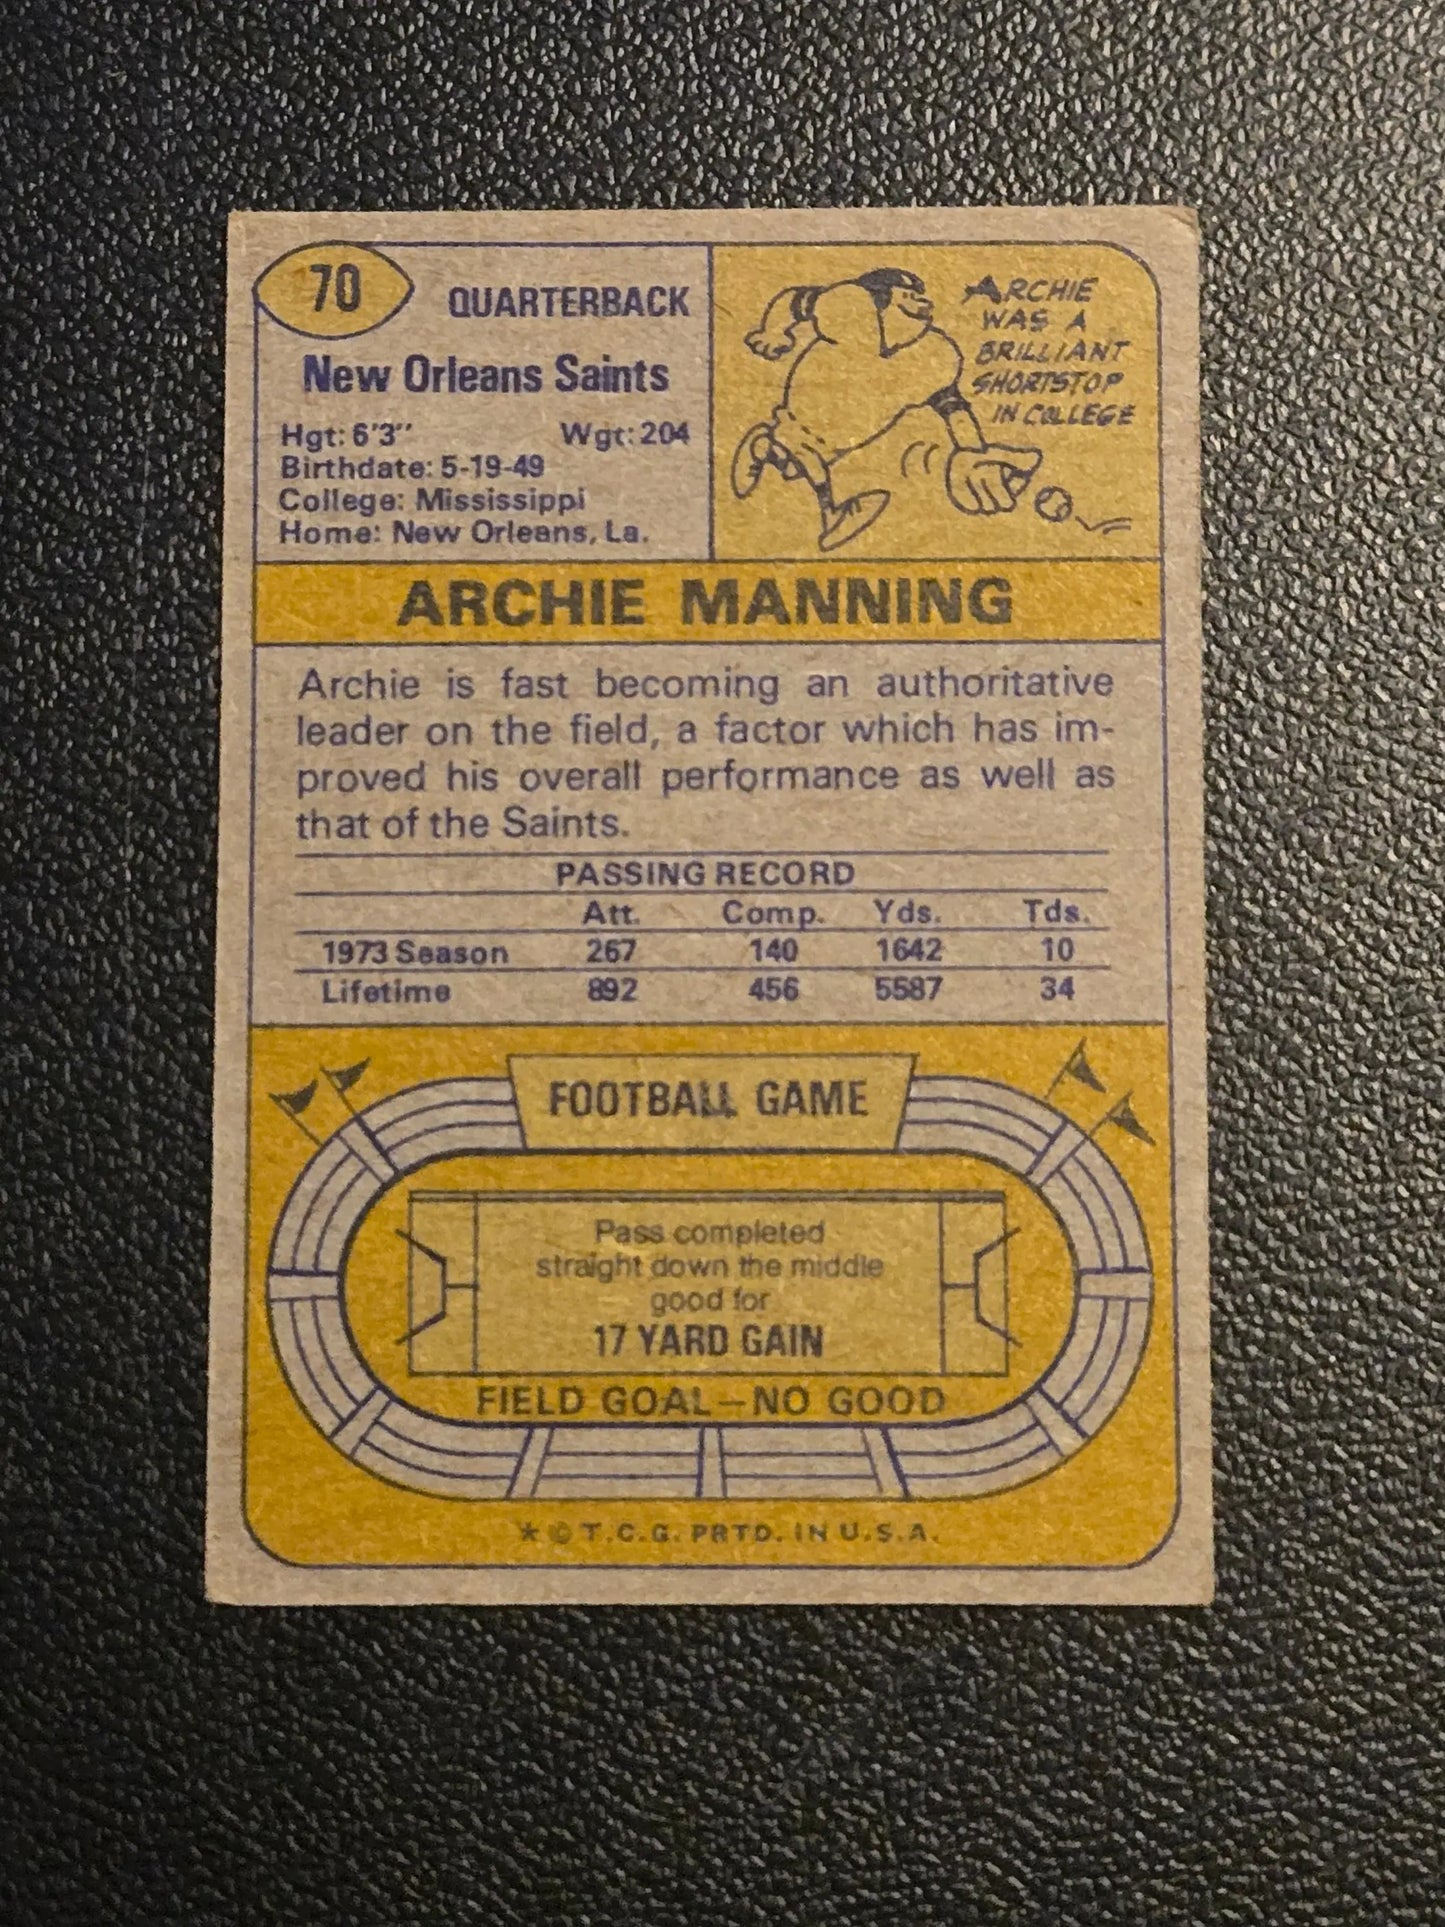 70
QUARTERBACK
New Orleans Saints
Hgt: 6'3" Wgt: 204
Birthdate: 5-19-49
College: Mississippi
Home: New Orleans, La.
ARCHIE
WAS A
BRILLIANT
SHORTSTOP
IN COLLEGE
ARCHIE MANNING
Archie is fast becoming an authoritative
leader on the field, a factor which has im-
proved his overall performance as well as
that of the Saints.
PASSING RECORD
Att. Comp. Yds. Tds.
1973 Season 267 140 1642 10
Lifetime 892 456 5587 34
FOOTBALL GAME
Pass completed
straight down the middle
good for
17 YARD GAIN
FIELD GOAL—NO GOOD
★ © T.C.G. PRTD. IN U.S.A.